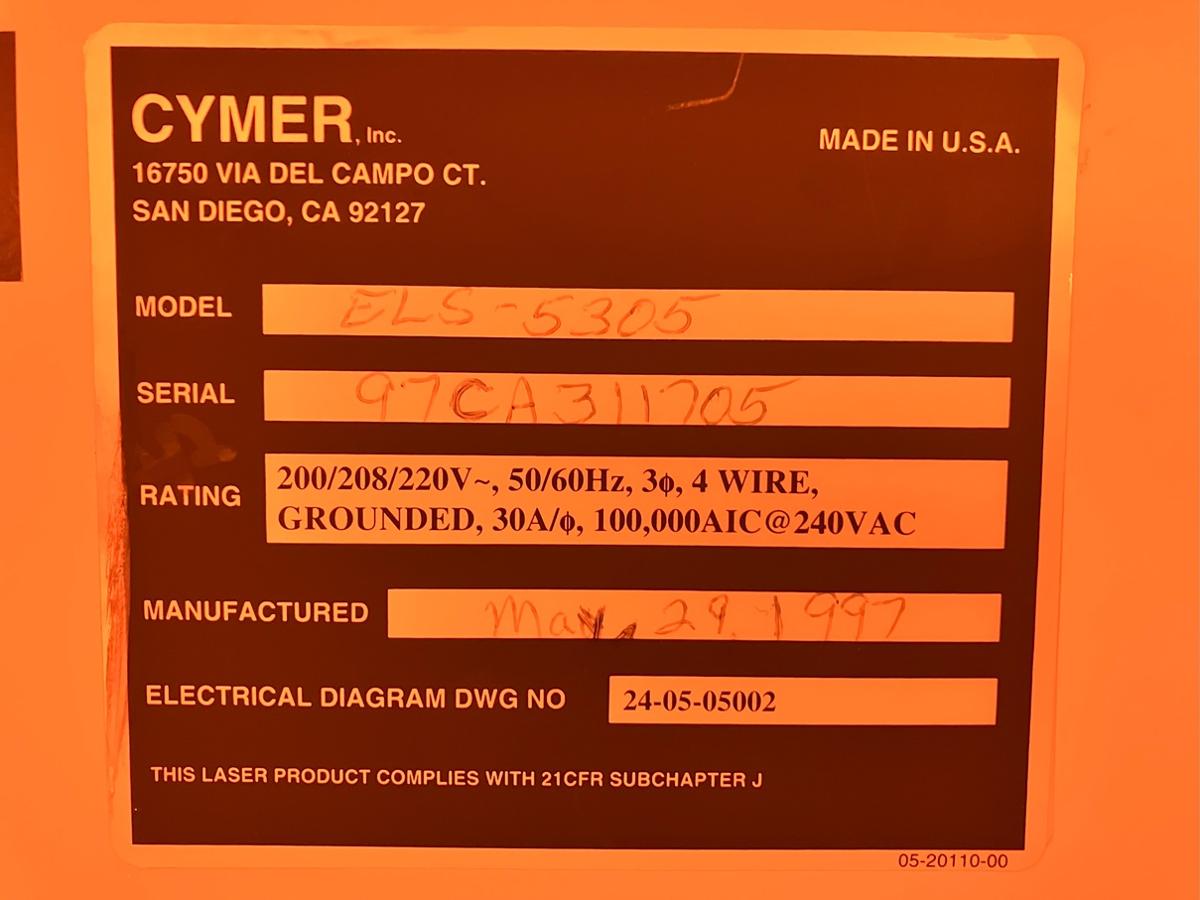 CYMER, Inc.
MADE IN U.S.A.
16750 VIA DEL CAMPO CT.
SAN DIEGO, CA 92127
MODEL ELS-5305
SERIAL 97CA311705
RATING 200/208/220V~, 50/60Hz, 3ϕ, 4 WIRE,
GROUNDED, 30A/ϕ, 100,000AIC@240VAC
MANUFACTURED May, 29. 1997
ELECTRICAL DIAGRAM DWG NO 24-05-05002
THIS LASER PRODUCT COMPLIES WITH 21CFR SUBCHAPTER J
05-20110-00